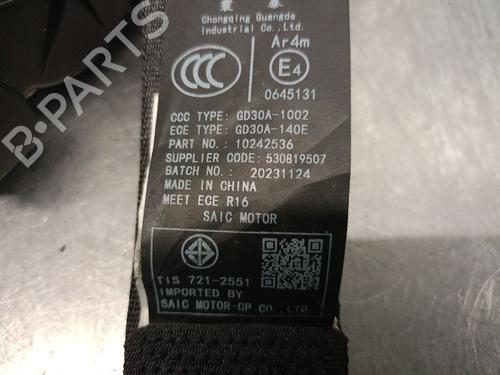 Chongqing Guangda
Industrial Co.,Ltd.
Ar4m
E4
0645131
CCC TYPE: GD30A-1002
ECE TYPE: GD30A-140E
PART NO.: 10242536
SUPPLIER CODE: 530819507
BATCH NO.: 20231124
MADE IN CHINA
MEET ECE R16
SAIC MOTOR
TIS 721-2551
IMPORTED BY
SAIC MOTOR-CP CO.,LTD.
B-PARTS